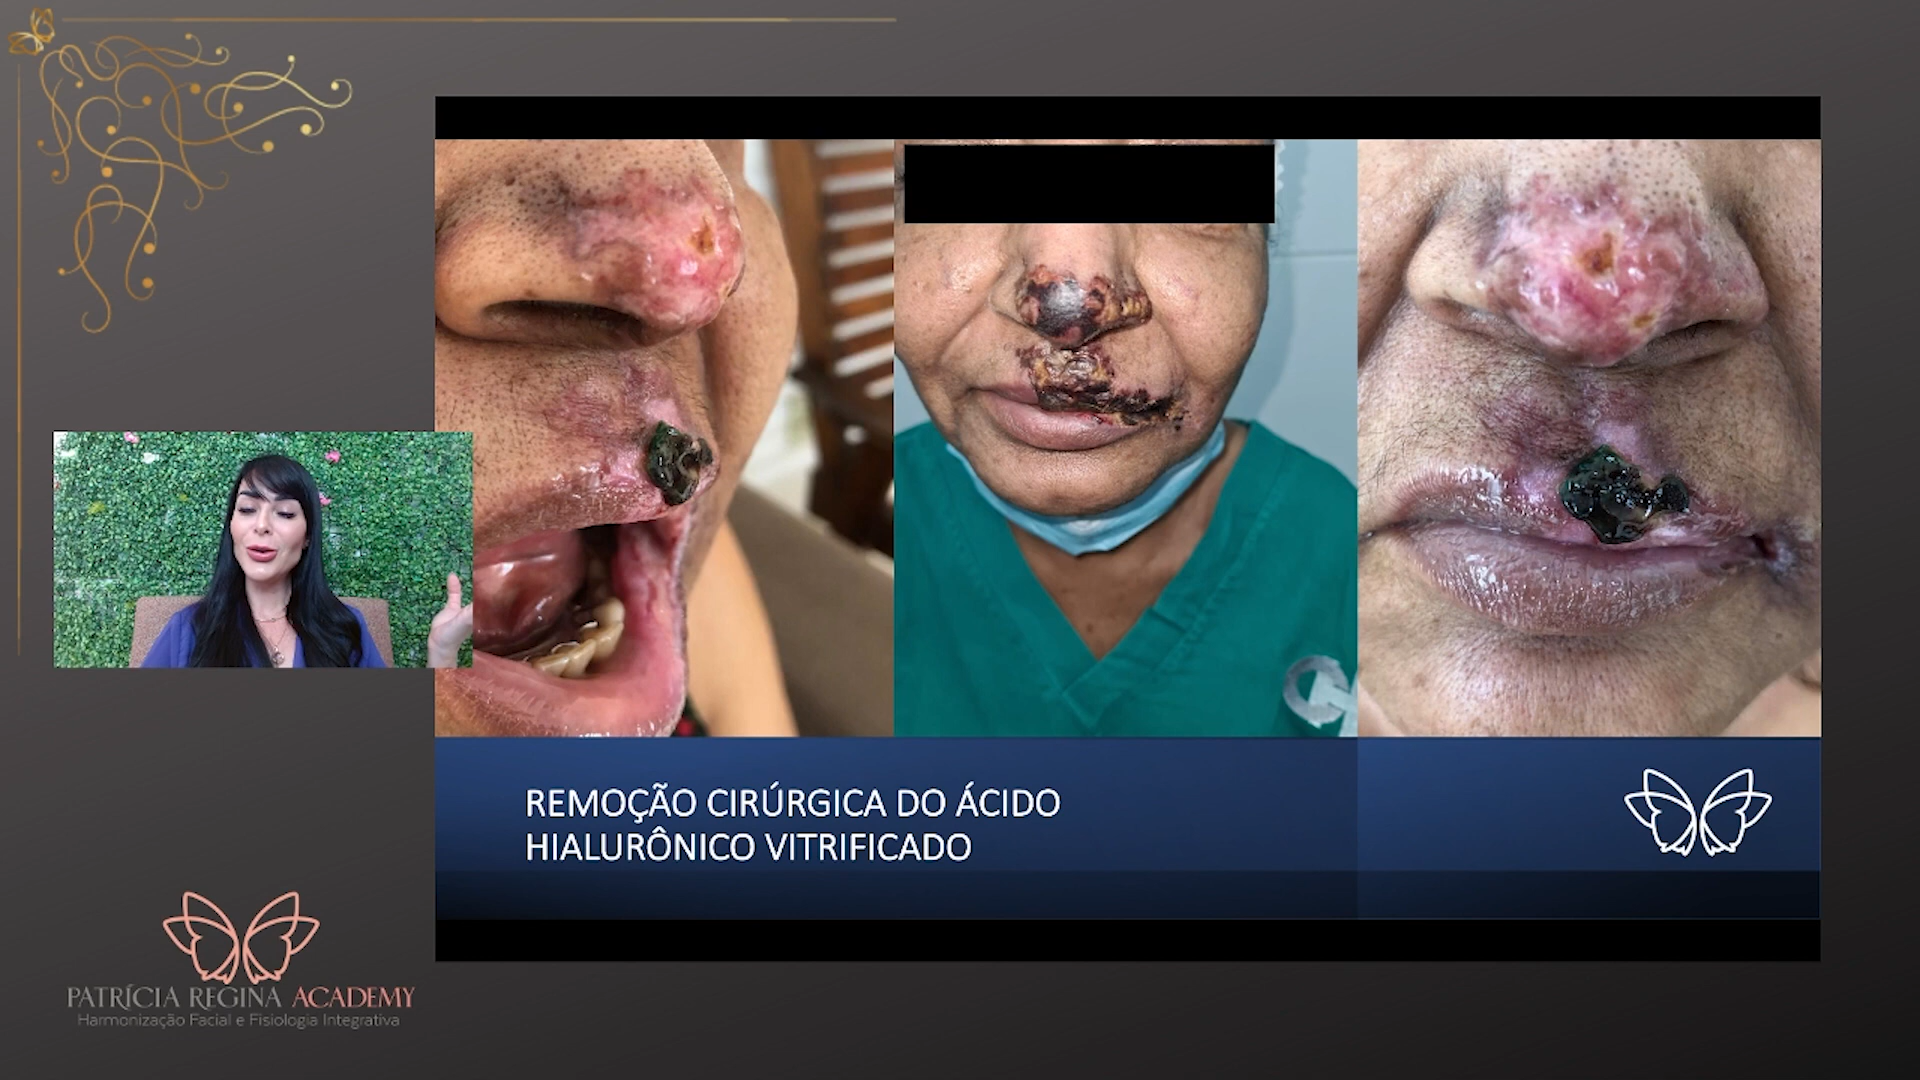 REMOÇÃO CIRÚRGICA DO ÁCIDO
HIALURÔNICO VITRIFICADO
PATRÍCIA REGINA ACADEMY
Harmonização Facial e Fisiologia Integrativa